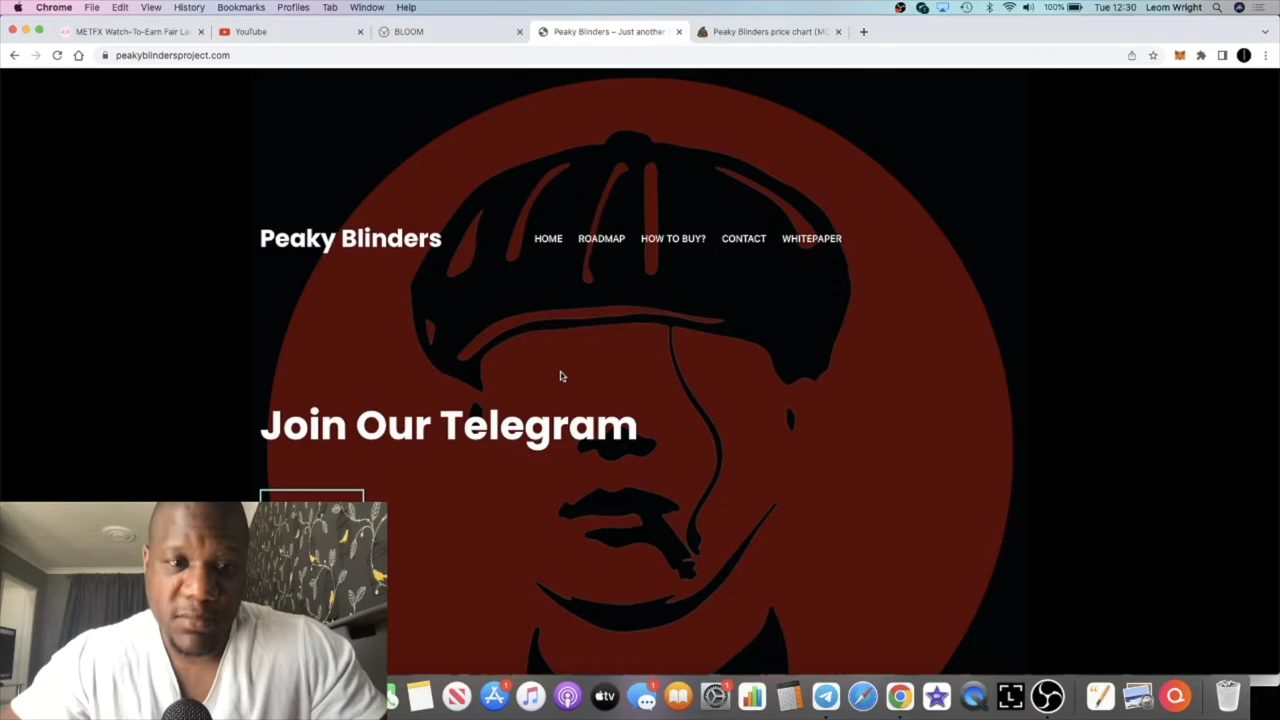 Chrome File Edit View History Bookmarks Profiles Tab Window Help 100% Tue 12:30 Leom Wright
METFX Watch-To-Earn Fair La YouTube BLOOM Peaky Blinders – Just another Peaky Blinders price chart (MO
peakyblindersproject.com
Peaky Blinders HOME ROADMAP HOW TO BUY? CONTACT WHITEPAPER
Join Our Telegram
tv